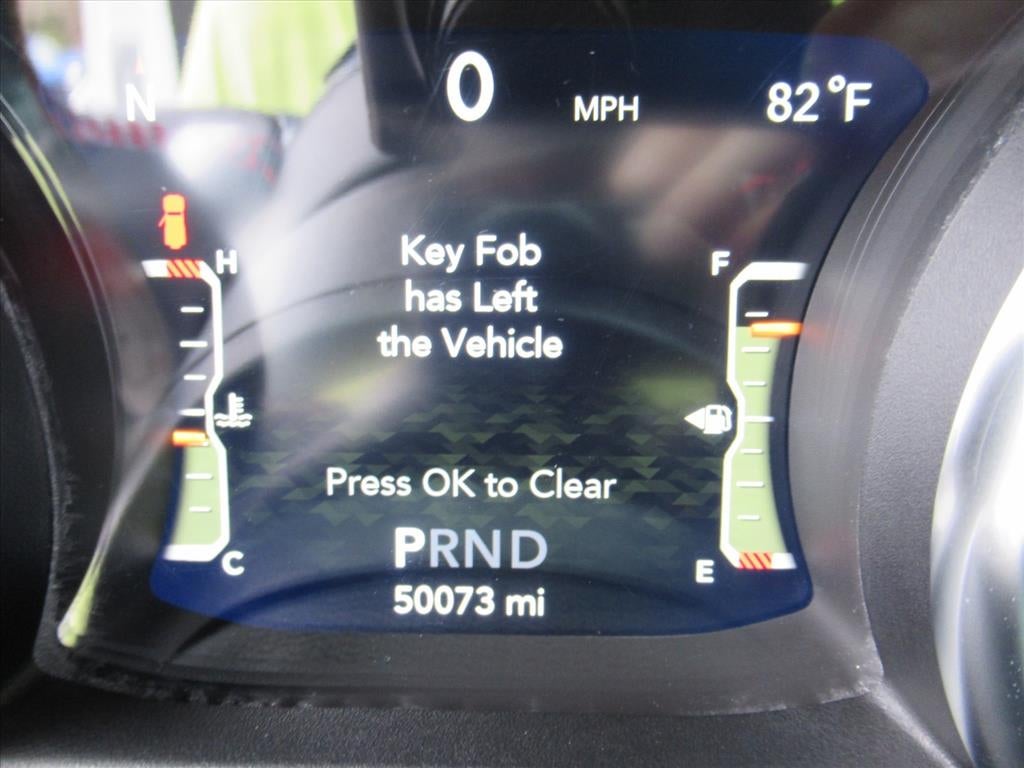 N
0 MPH
82°F
H
F
Key Fob
has Left
the Vehicle
Press OK to Clear
C
E
PRND
50073 mi